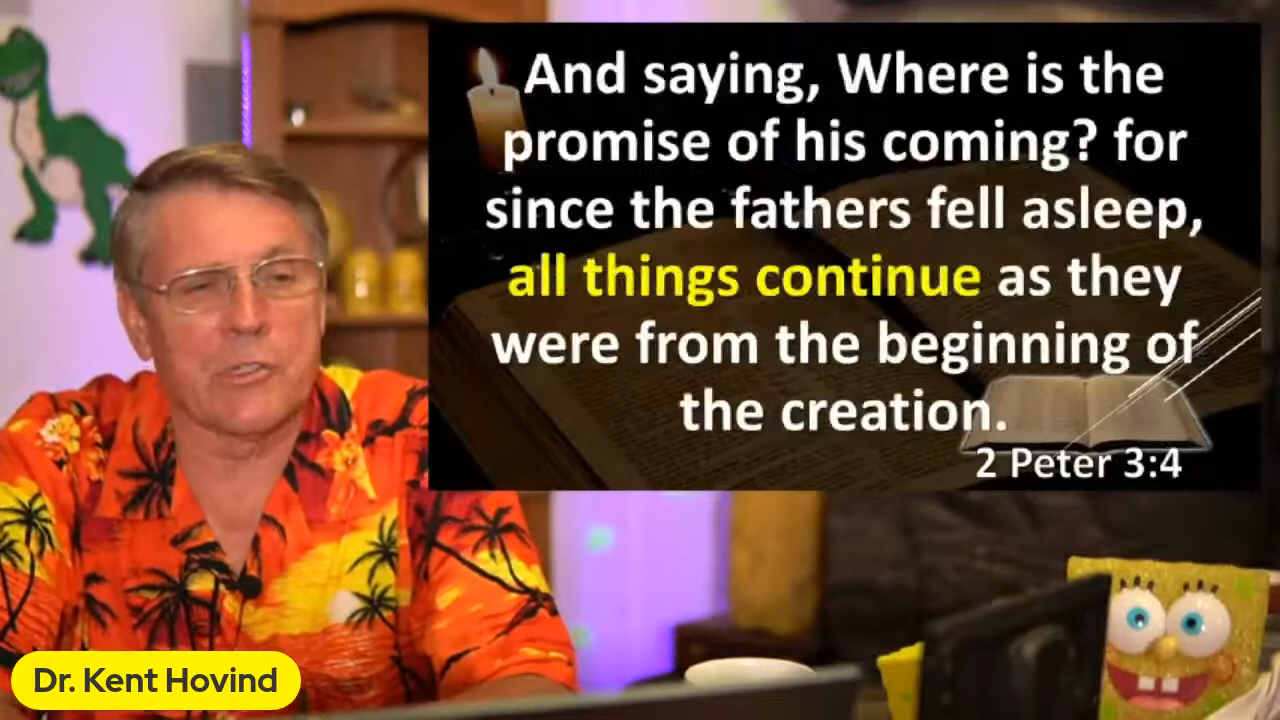 And saying, Where is the
promise of his coming? for
since the fathers fell asleep,
all things continue as they
were from the beginning of
the creation.
2 Peter 3:4
Dr. Kent Hovind